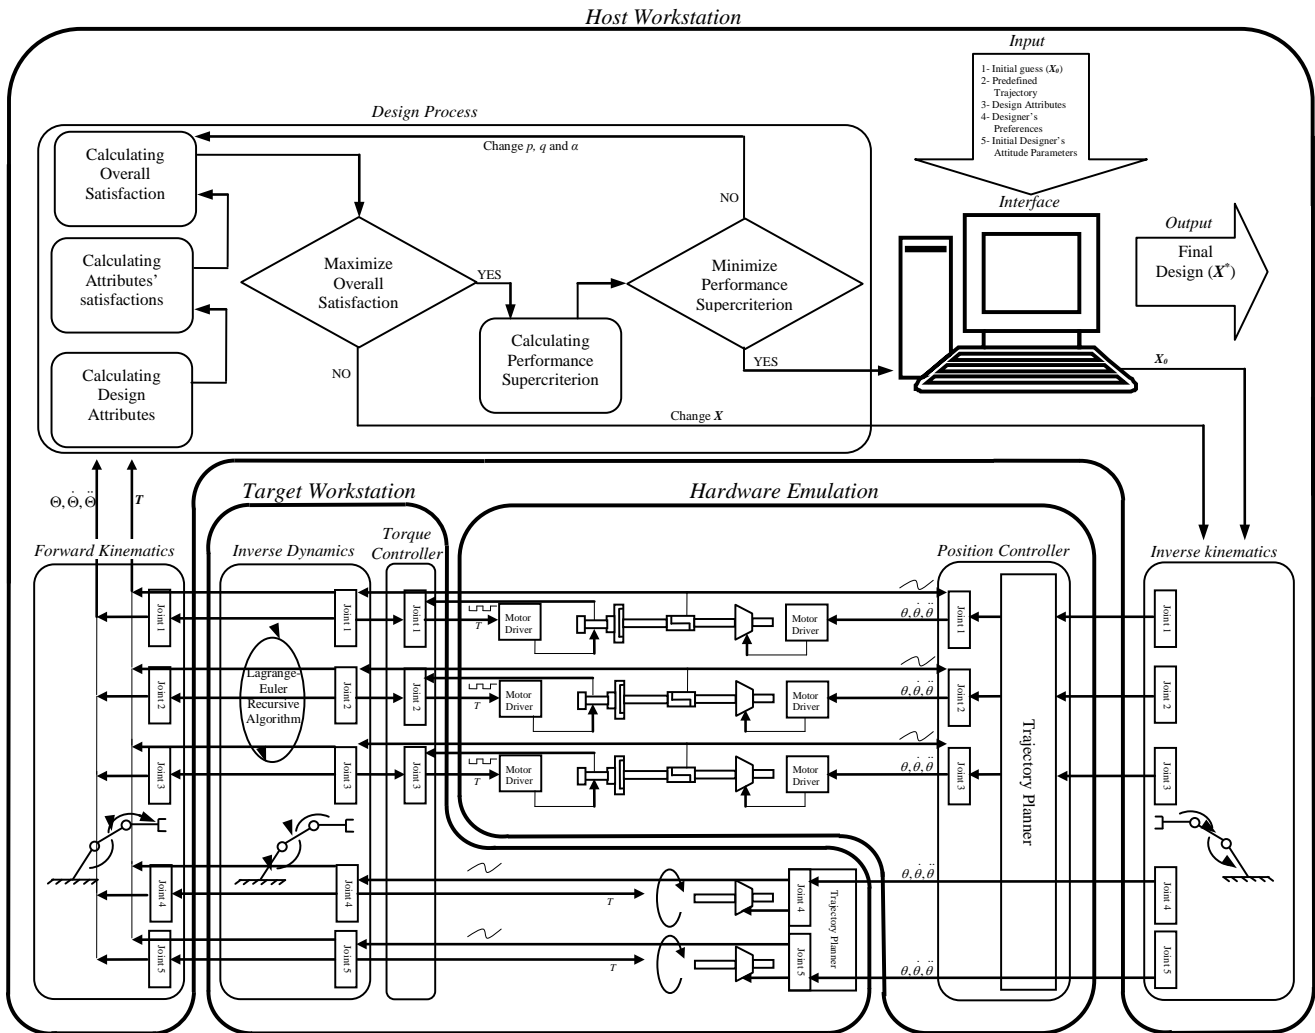 Host Workstation
Input
1- Initial guess (X₀)
2- Predefined
Trajectory
3- Design Attributes
4- Designer's
Preferences
5- Initial Designer's
Attitude Parameters
Design Process
Calculating
Overall
Satisfaction
Change p, q and α
NO
Interface
Output
Final
Design (X*)
Calculating
Attributes'
satisfactions
Maximize
Overall
Satisfaction
YES
Minimize
Performance
Supercriterion
Calculating
Performance
Supercriterion
Calculating
Design
Attributes
NO
YES
X₀
Change X
Θ, Θ̇, Θ̈
T
Target Workstation
Hardware Emulation
Forward Kinematics
Inverse Dynamics
Torque
Controller
Position Controller
Inverse kinematics
Joint 1
Joint 1
Joint 1
T
Motor
Driver
Motor
Driver
θ, θ̇, θ̈
Joint 1
Joint 1
Lagrange-
Euler
Recursive
Algorithm
Joint 2
Joint 2
Joint 2
T
Motor
Driver
Motor
Driver
θ, θ̇, θ̈
Joint 2
Joint 2
Joint 3
Joint 3
Joint 3
T
Motor
Driver
Motor
Driver
θ, θ̇, θ̈
Joint 3
Joint 3
Trajectory Planner
Joint 4
Joint 4
T
Joint 4
θ, θ̇, θ̈
Joint 4
Trajectory Planner
Joint 5
Joint 5
T
Joint 5
θ, θ̇, θ̈
Joint 5